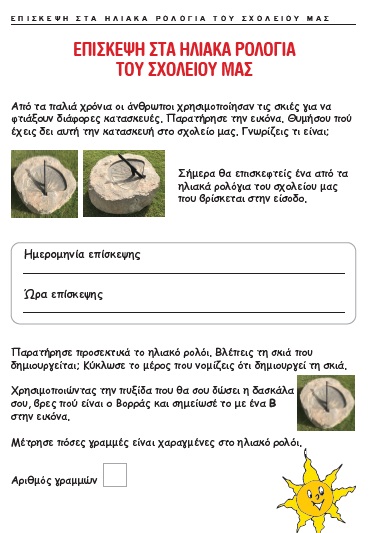 ΕΠΙΣΚΕΨΗ ΣΤΑ ΗΛΙΑΚΑ ΡΟΛΟΓΙΑ ΤΟΥ ΣΧΟΛΕΙΟΥ ΜΑΣ
ΕΠΙΣΚΕΨΗ ΣΤΑ ΗΛΙΑΚΑ ΡΟΛΟΓΙΑ
ΤΟΥ ΣΧΟΛΕΙΟΥ ΜΑΣ
Από τα παλιά χρόνια οι άνθρωποι χρησιμοποίησαν τις σκιές για να
φτιάξουν διάφορες κατασκευές. Παρατήρησε την εικόνα. Θυμήσου πού
έχεις δει αυτή την κατασκευή στο σχολείο μας. Γνωρίζεις τι είναι;
Σήμερα θα επισκεφτείς ένα από τα
ηλιακά ρολόγια του σχολείου μας
που βρίσκεται στην είσοδο.
Ημερομηνία επίσκεψης
Ώρα επίσκεψης
Παρατήρησε προσεκτικά το ηλιακό ρολόι. Βλέπεις τη σκιά που
δημιουργείται; Κύκλωσε το μέρος που νομίζεις ότι δημιουργεί τη σκιά.
Χρησιμοποιώντας την πυξίδα που θα σου δώσει η δασκάλα
σου, βρες πού είναι ο Βορράς και σημείωσέ το με ένα Β
στην εικόνα.
Μέτρησε πόσες γραμμές είναι χαραγμένες στο ηλιακό ρολόι.
Αριθμός γραμμών